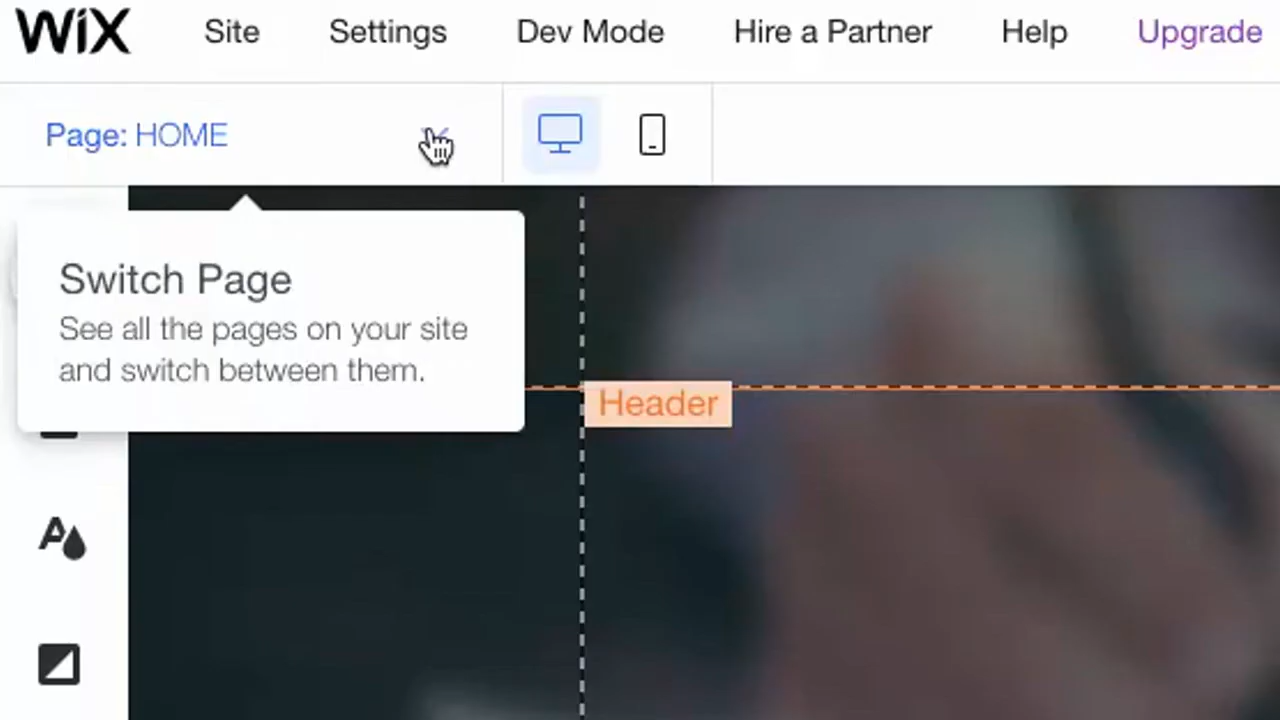 WiX Site Settings Dev Mode Hire a Partner Help Upgrade
Page: HOME
Switch Page
See all the pages on your site
and switch between them.
Header